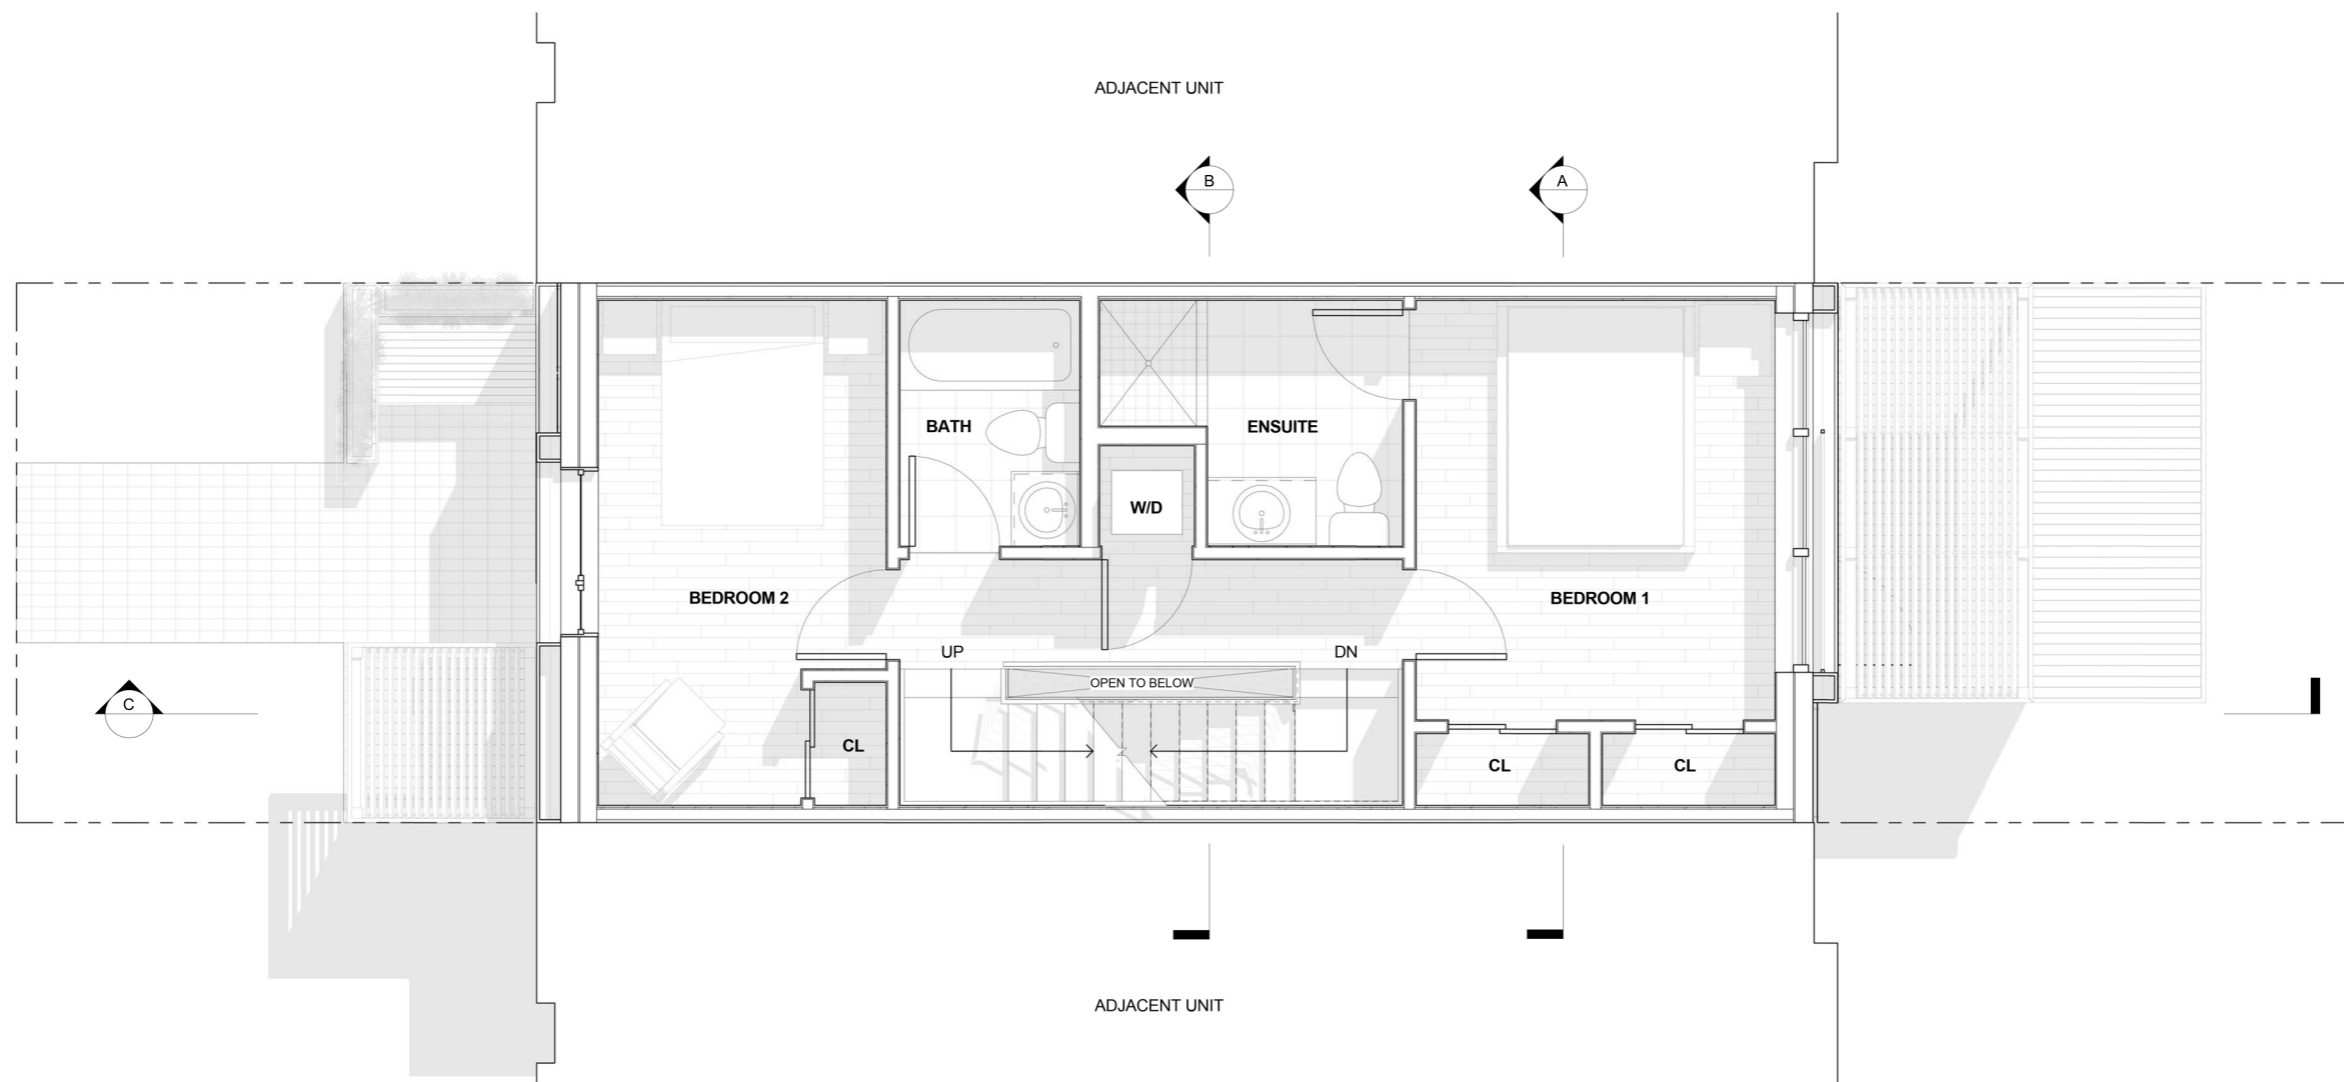 ADJACENT UNIT
B
A
BATH
ENSUITE
W/D
BEDROOM 2
BEDROOM 1
UP
DN
OPEN TO BELOW
C
CL
CL
CL
ADJACENT UNIT